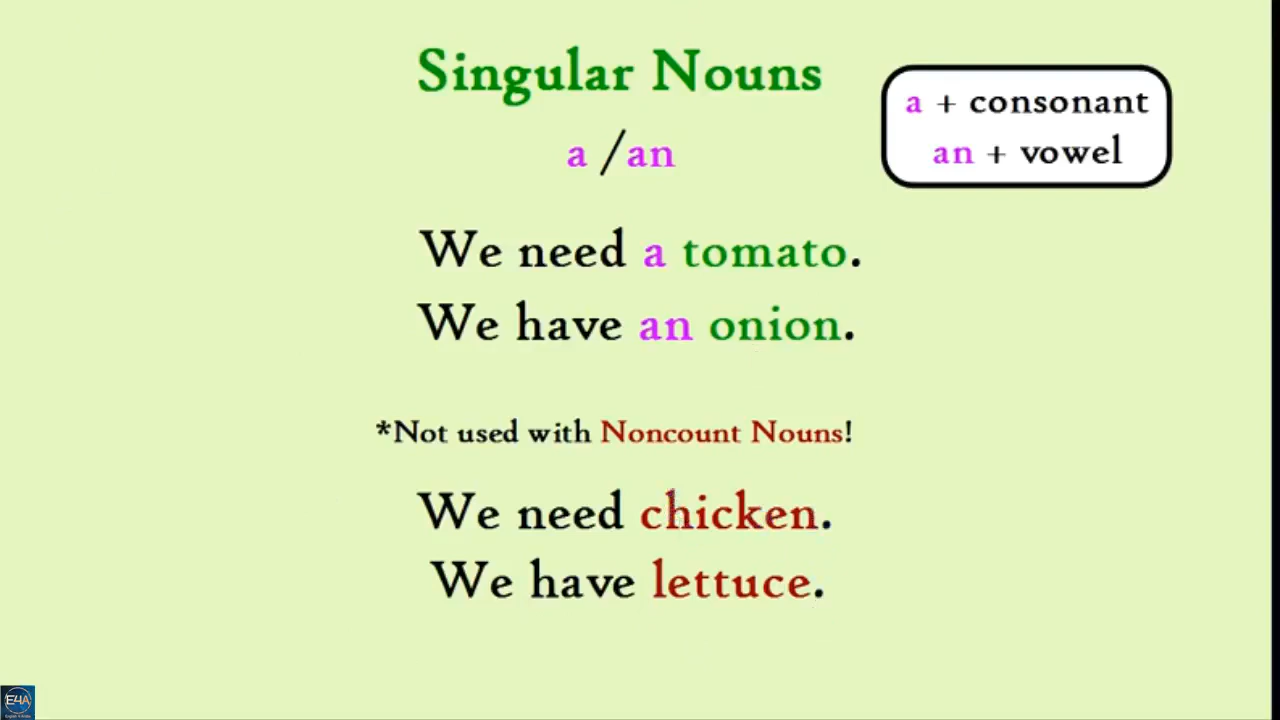 Singular Nouns
a /an
a + consonant
an + vowel
We need a tomato.
We have an onion.
*Not used with Noncount Nouns!
We need chicken.
We have lettuce.
E4A